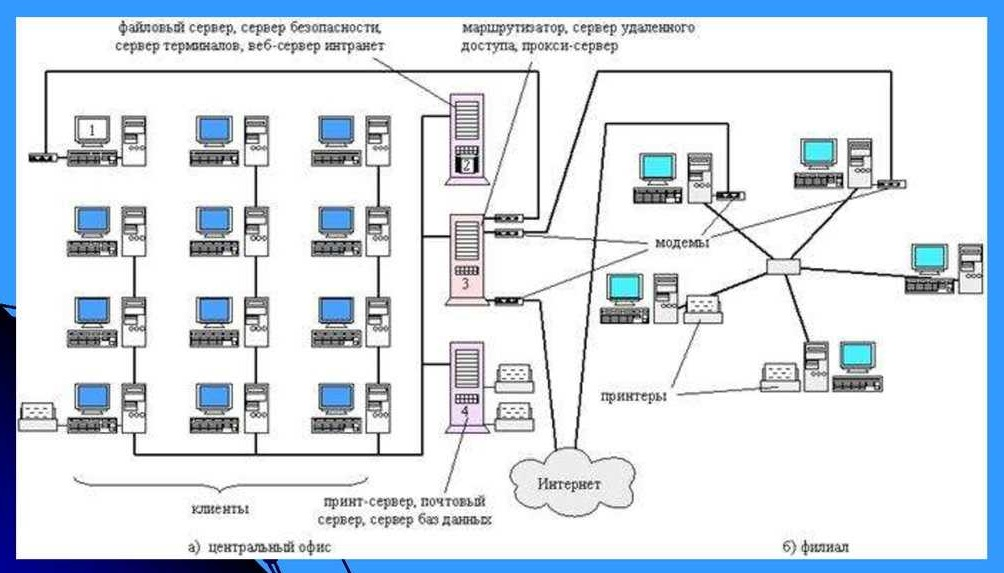 файловый сервер, сервер безопасности,
сервер терминалов, веб-сервер интранет
маршрутизатор, сервер удаленного
доступа, прокси-сервер
1
2
3
модемы
принтеры
4
Интернет
клиенты
принт-сервер, почтовый
сервер, сервер баз данных
а) центральный офис
б) филиал